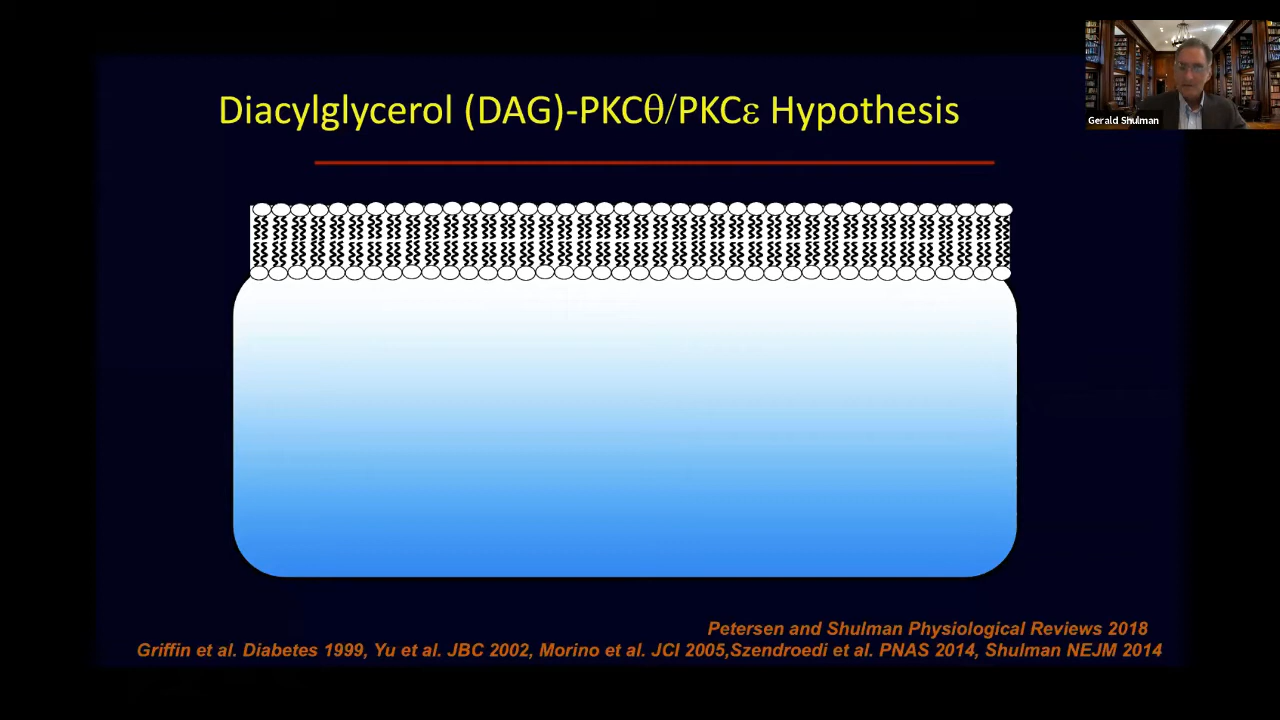 Diacylglycerol (DAG)-PKCθ/PKCε Hypothesis
Gerald Shulman
Petersen and Shulman Physiological Reviews 2018
Griffin et al. Diabetes 1999, Yu et al. JBC 2002, Morino et al. JCI 2005,Szendroedi et al. PNAS 2014, Shulman NEJM 2014